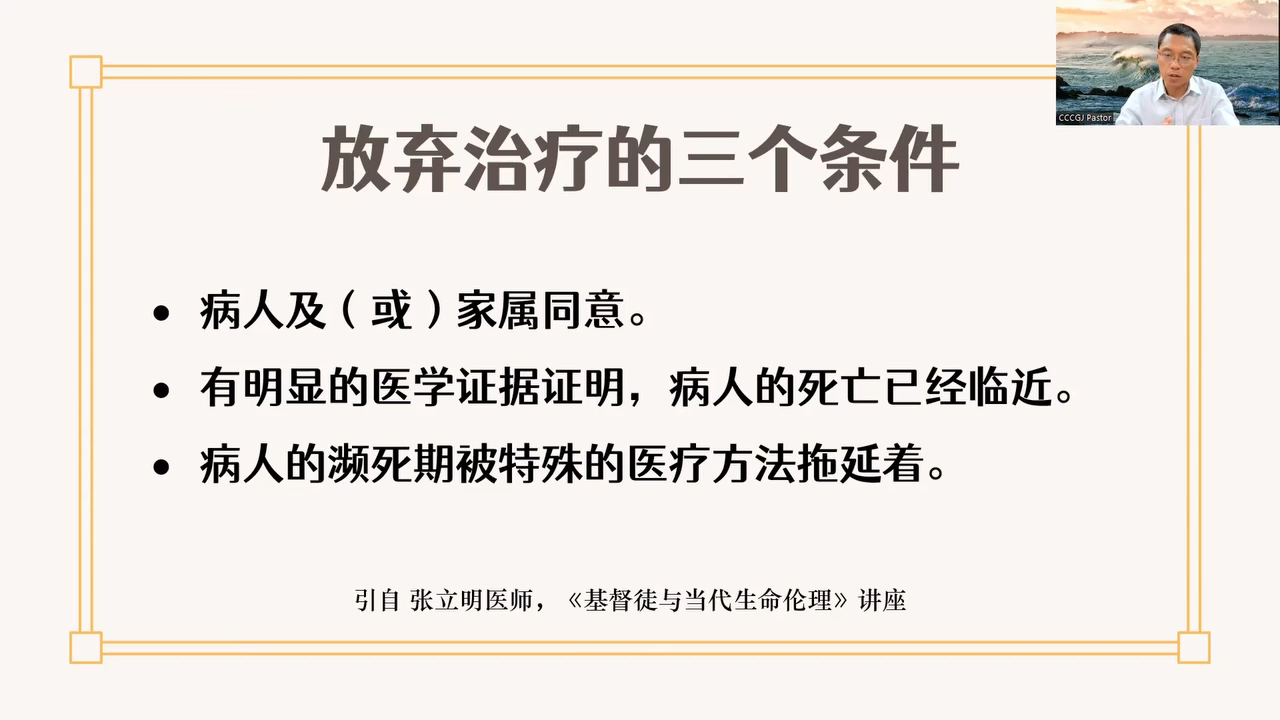 放弃治疗的三个条件
CCCGJ Pastor
• 病人及（或）家属同意。
• 有明显的医学证据证明，病人的死亡已经临近。
• 病人的濒死期被特殊的医疗方法拖延着。
引自 张立明医师，《基督徒与当代生命伦理》讲座